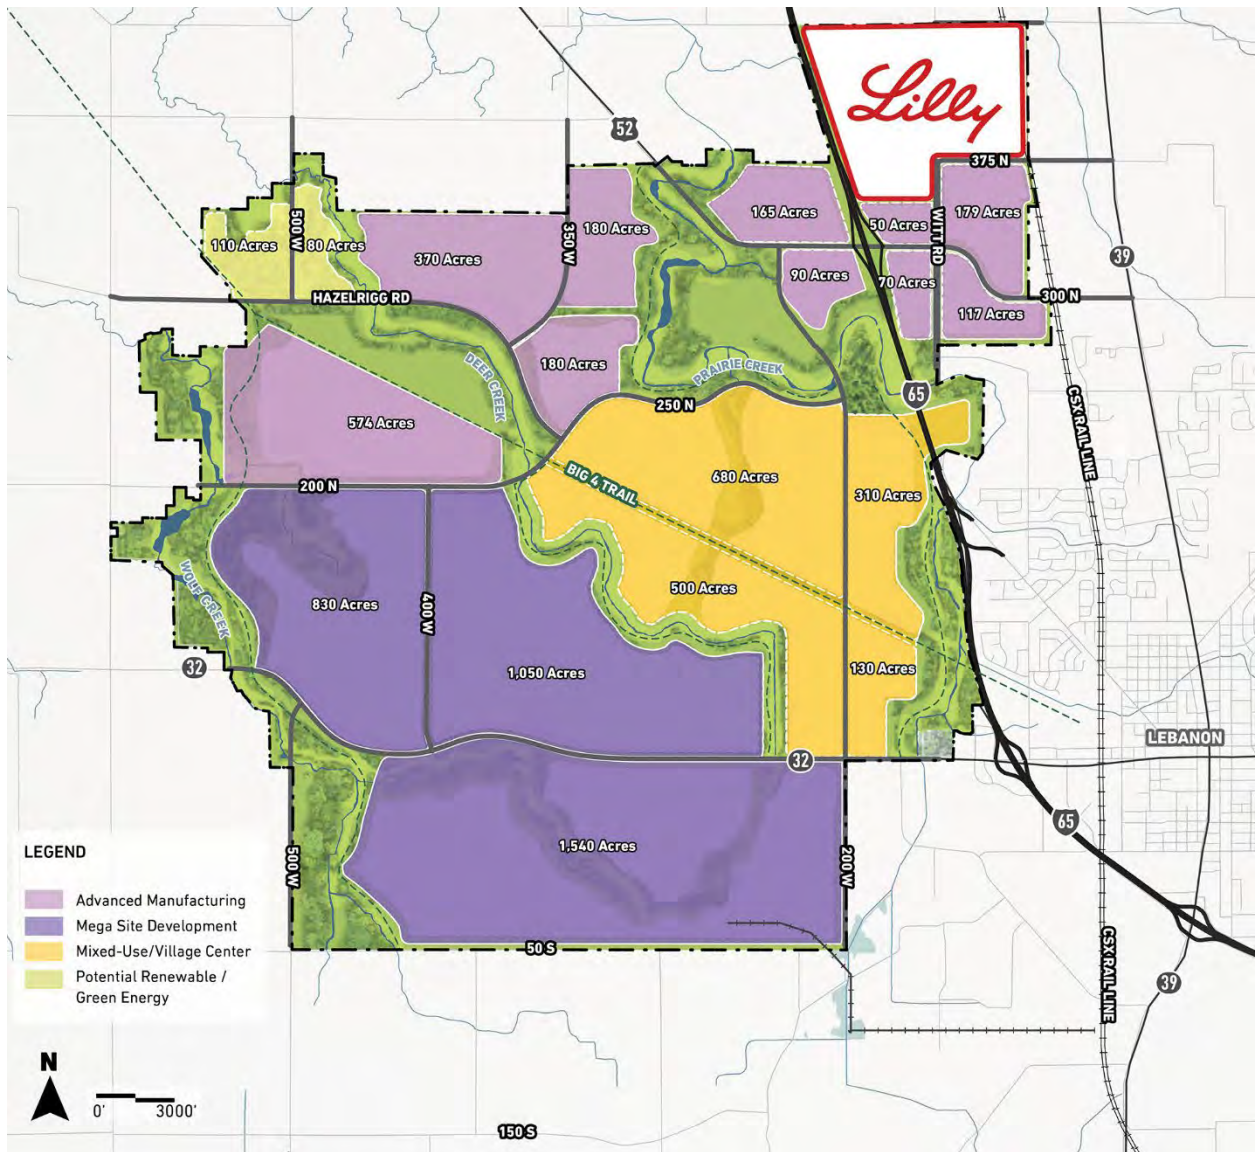 Lilly
52
375 N
165 Acres
50 Acres
179 Acres
WITT RD
180 Acres
500 W
350 W
110 Acres
80 Acres
370 Acres
39
90 Acres
70 Acres
300 N
HAZELRIGG RD
117 Acres
DEER CREEK
180 Acres
PRAIRIE CREEK
65
CSX RAIL LINE
250 N
574 Acres
BIG 4 TRAIL
680 Acres
310 Acres
200 N
WOLF CREEK
830 Acres
400 W
500 Acres
32
1,050 Acres
130 Acres
LEBANON
32
65
1,540 Acres
500 W
200 W
50 S
CSX RAIL LINE
39
LEGEND
Advanced Manufacturing
Mega Site Development
Mixed-Use/Village Center
Potential Renewable /
Green Energy
N
0' 3000'
150 S